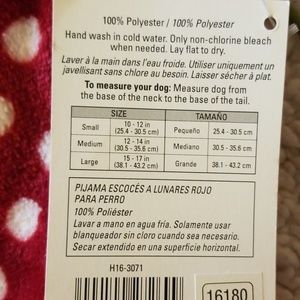 100% Polyester / 100% Polyester
Hand wash in cold water. Only non-chlorine bleach
when needed. Lay flat to dry.
Laver à la main dans l'eau froide. Utiliser uniquement un
javellisant sans chlore au besoin. Laisser sécher à plat.
To measure your dog: Measure dog from
the base of the neck to the base of the tail.
SIZE TAMAÑO
Small 10 - 12 in (25.4 - 30.5 cm) Pequeño 25.4 - 30.5 cm
Medium 12 - 14 in (30.5 - 35.6 cm) Mediano 30.5 - 35.6 cm
Large 15 - 17 in (38.1 - 43.2 cm) Grande 38.1 - 43.2 cm
PIJAMA ESCOCÉS A LUNARES ROJO
PARA PERRO
100% Poliéster
Lavar a mano en agua fría. Solamente usar
blanqueador sin cloro cuando sea necesario.
Secar extendido en una superficie horizontal.
H16-3071
16180